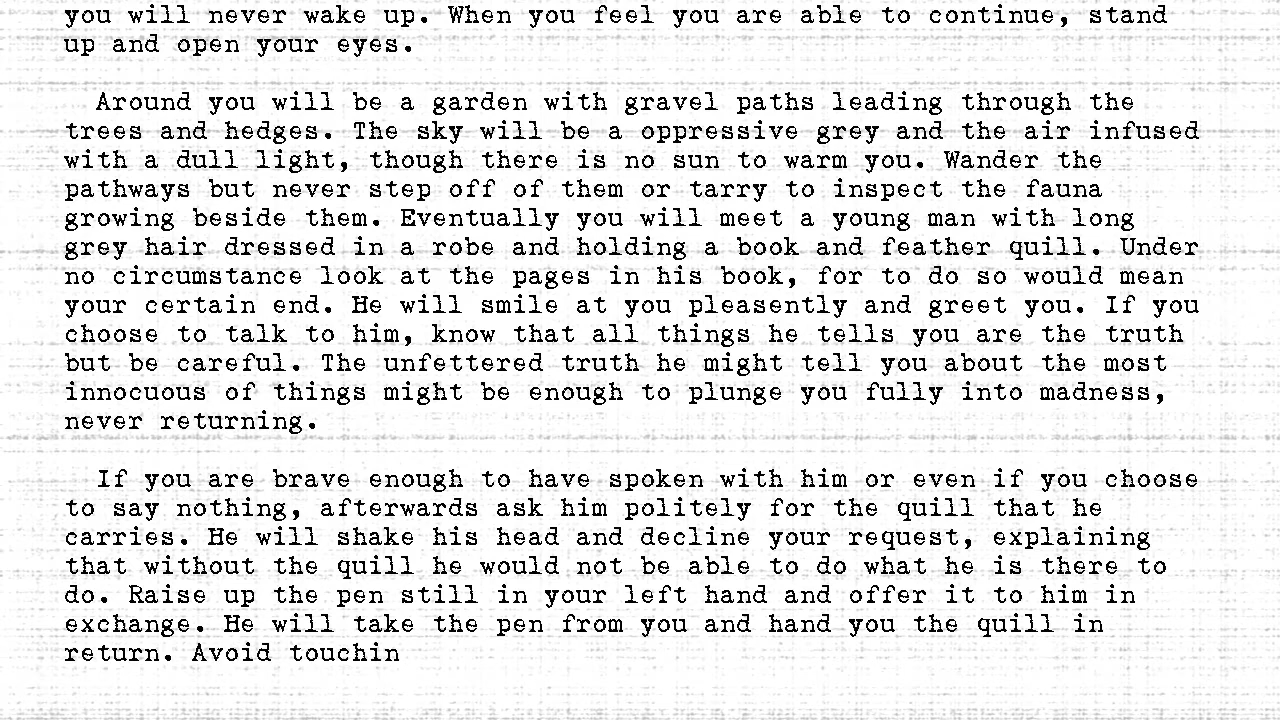 you will never wake up. When you feel you are able to continue, stand
up and open your eyes.
Around you will be a garden with gravel paths leading through the
trees and hedges. The sky will be a oppressive grey and the air infused
with a dull light, though there is no sun to warm you. Wander the
pathways but never step off of them or tarry to inspect the fauna
growing beside them. Eventually you will meet a young man with long
grey hair dressed in a robe and holding a book and feather quill. Under
no circumstance look at the pages in his book, for to do so would mean
your certain end. He will smile at you pleasently and greet you. If you
choose to talk to him, know that all things he tells you are the truth
but be careful. The unfettered truth he might tell you about the most
innocuous of things might be enough to plunge you fully into madness,
never returning.
If you are brave enough to have spoken with him or even if you choose
to say nothing, afterwards ask him politely for the quill that he
carries. He will shake his head and decline your request, explaining
that without the quill he would not be able to do what he is there to
do. Raise up the pen still in your left hand and offer it to him in
exchange. He will take the pen from you and hand you the quill in
return. Avoid touchin